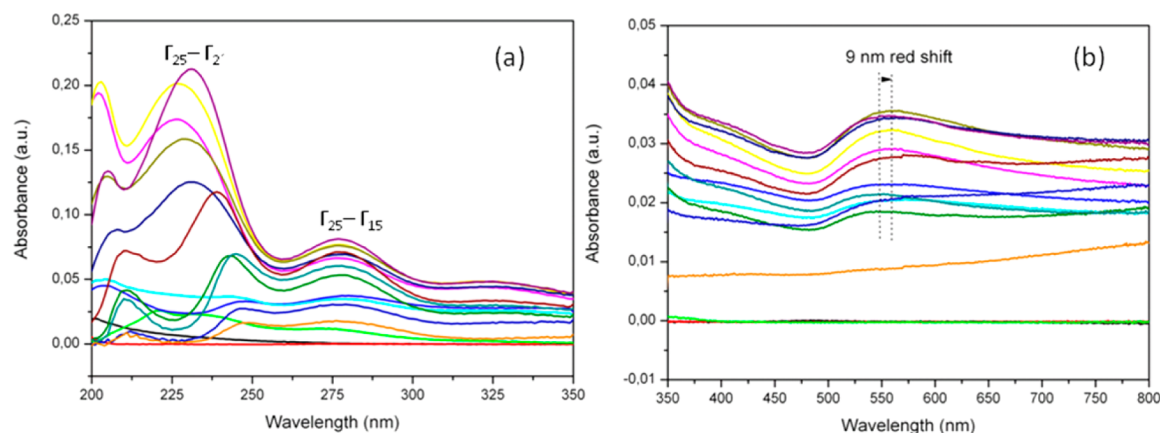 0,25
0,20
0,15
0,10
0,05
0,00
Absorbance (a.u.)
Γ25–Γ2´
(a)
Γ25–Γ15
200 225 250 275 300 325 350
Wavelength (nm)
0,05
0.04
0.03
0.02
0.01
0.00
-0.01
Absorbance (a.u.)
9 nm red shift
(b)
350 400 450 500 550 600 650 700 750 800
Wavelength (nm)